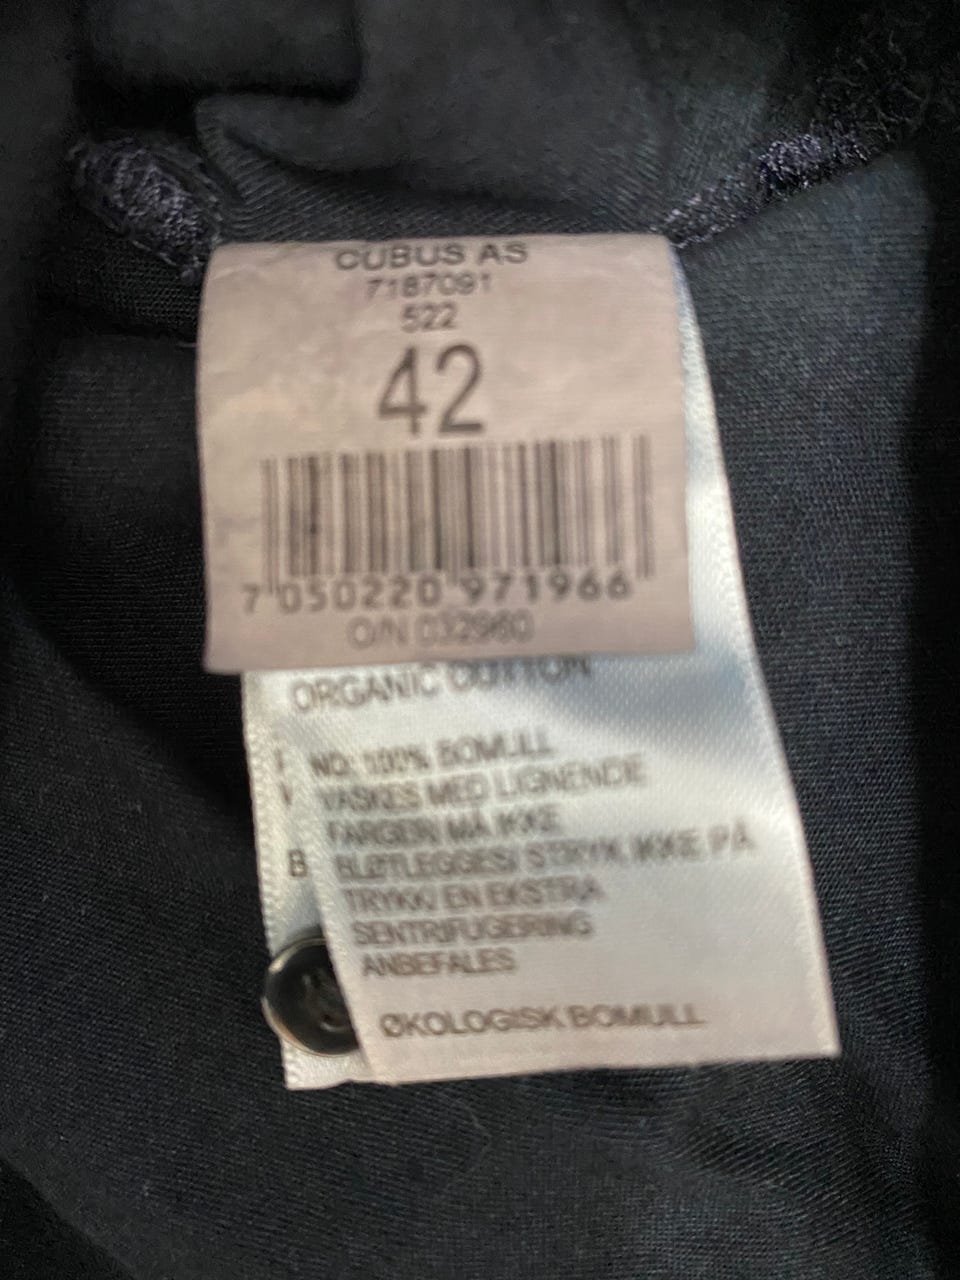 CUBUS AS
7187091
522
42
7 050220 971966
O/N 032960
ORGANIC COTTON
NO: 100% BOMULL
VASKES MED LIGNENDE
FARGER MÅ IKKE
B BLØTLEGGES/ STRYK IKKE PÅ
TRYKK/ EN EKSTRA
SENTRIFUGERING
ANBEFALES
ØKOLOGISK BOMULL